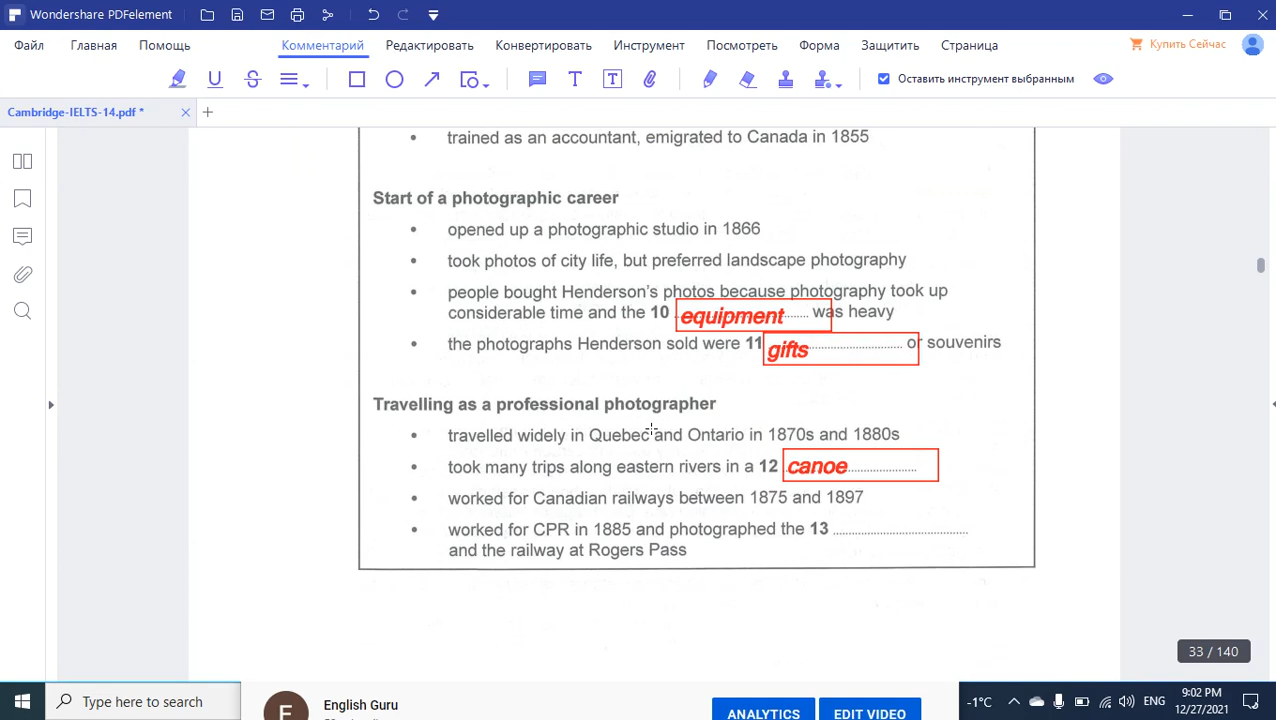 Wondershare PDFelement
Файл Главная Помощь Комментарий Редактировать Конвертировать Инструмент Посмотреть Форма Защитить Страница Купить Сейчас
Оставить инструмент выбранным
Cambridge-IELTS-14.pdf *
• trained as an accountant, emigrated to Canada in 1855
Start of a photographic career
• opened up a photographic studio in 1866
• took photos of city life, but preferred landscape photography
• people bought Henderson's photos because photography took up
considerable time and the 10 equipment was heavy
• the photographs Henderson sold were 11 gifts or souvenirs
Travelling as a professional photographer
• travelled widely in Quebec and Ontario in 1870s and 1880s
• took many trips along eastern rivers in a 12 canoe
• worked for Canadian railways between 1875 and 1897
• worked for CPR in 1885 and photographed the 13 ........................
and the railway at Rogers Pass
33 / 140
Type here to search
E
English Guru
ANALYTICS
EDIT VIDEO
-1°C
ENG
9:02 PM
12/27/2021